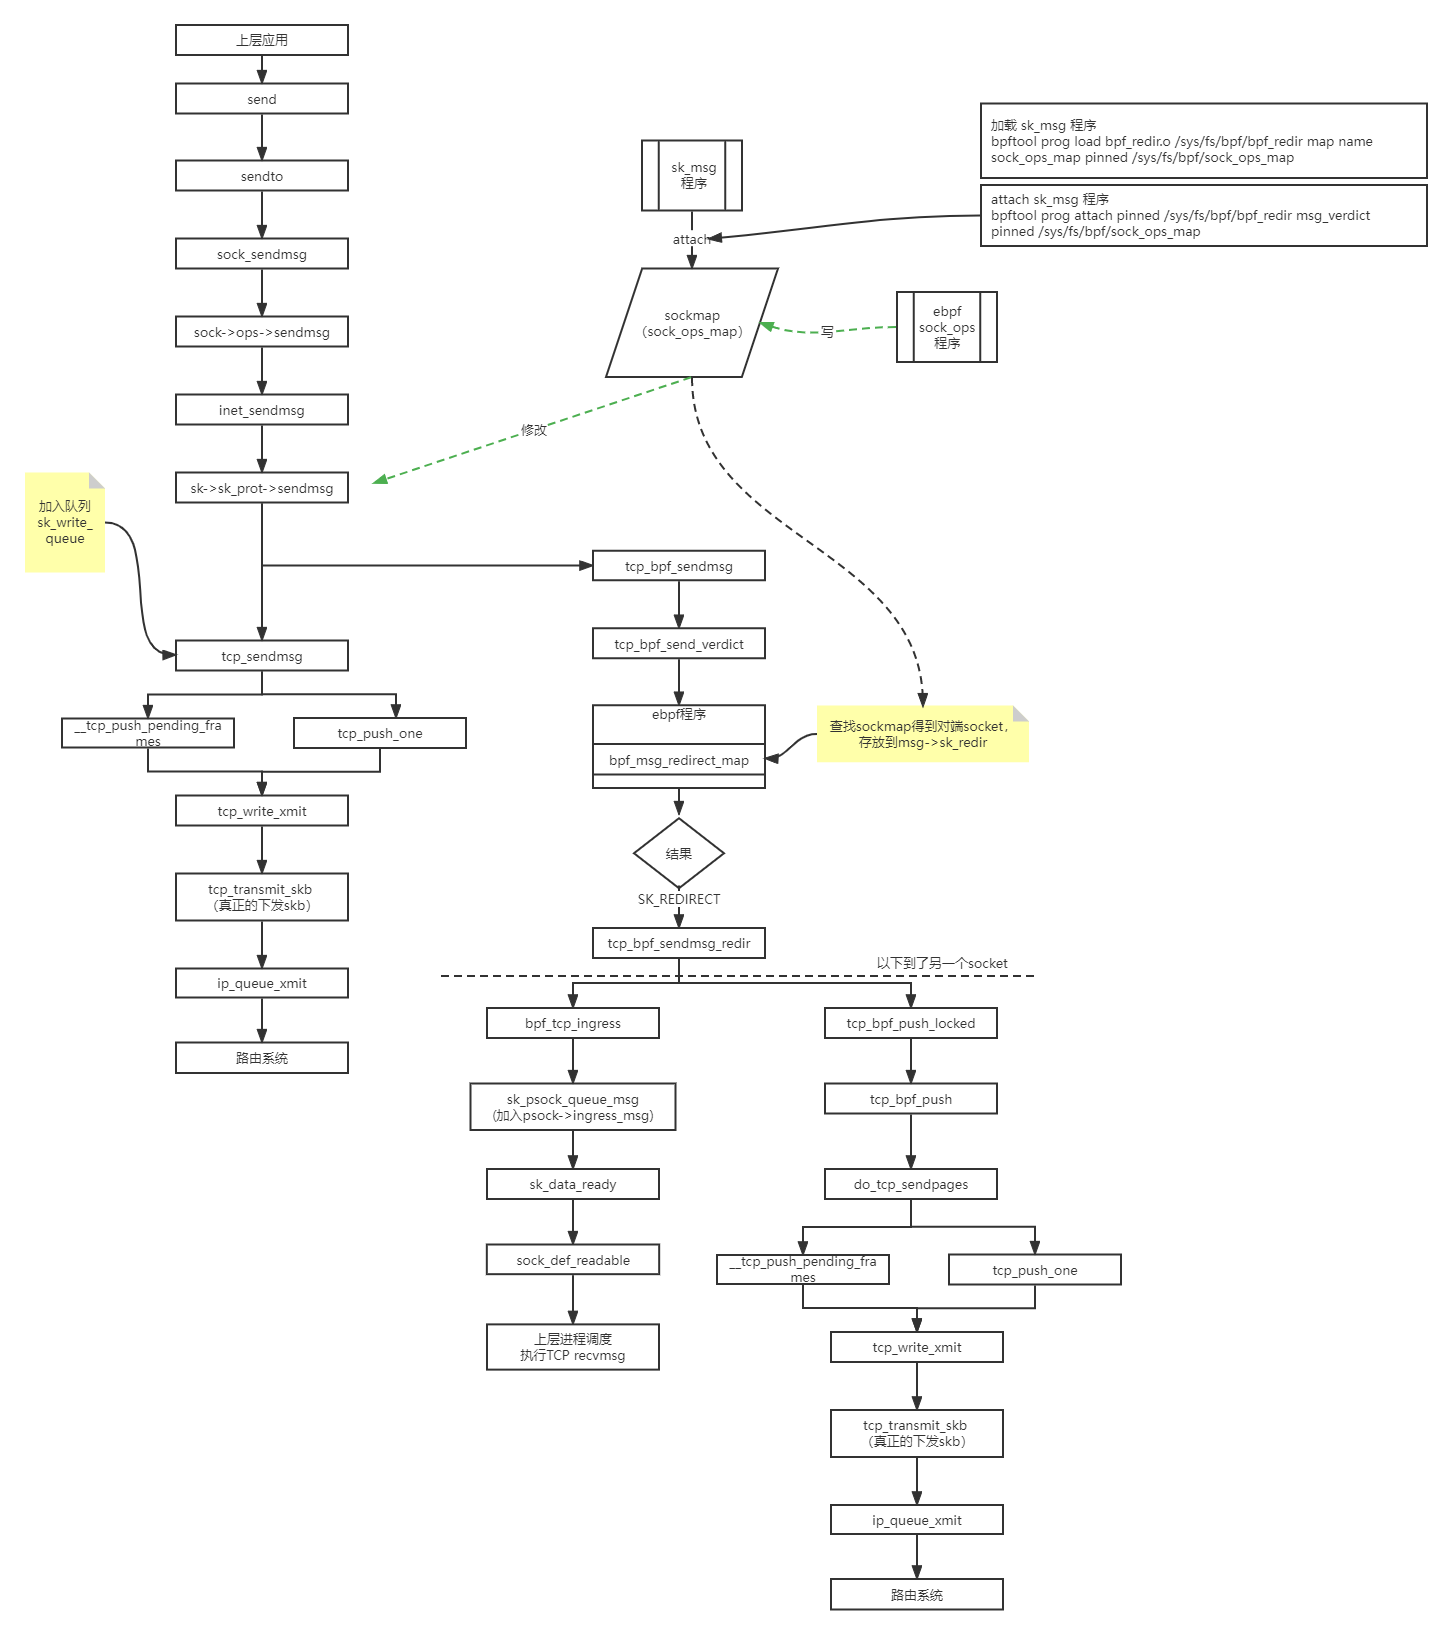 上层应用
send
sendto
sock_sendmsg
sock->ops->sendmsg
inet_sendmsg
sk->sk_prot->sendmsg
加入队列
sk_write_
queue
tcp_sendmsg
__tcp_push_pending_fra
mes
tcp_push_one
tcp_write_xmit
tcp_transmit_skb
（真正的下发skb）
ip_queue_xmit
路由系统
sk_msg
程序
attach
加载 sk_msg 程序
bpftool prog load bpf_redir.o /sys/fs/bpf/bpf_redir map name
sock_ops_map pinned /sys/fs/bpf/sock_ops_map
attach sk_msg 程序
bpftool prog attach pinned /sys/fs/bpf/bpf_redir msg_verdict
pinned /sys/fs/bpf/sock_ops_map
sockmap
（sock_ops_map）
写
ebpf
sock_ops
程序
修改
tcp_bpf_sendmsg
tcp_bpf_send_verdict
ebpf程序
bpf_msg_redirect_map
查找sockmap得到对端socket，
存放到msg->sk_redir
结果
SK_REDIRECT
tcp_bpf_sendmsg_redir
以下到了另一个socket
bpf_tcp_ingress
sk_psock_queue_msg
（加入psock->ingress_msg）
sk_data_ready
sock_def_readable
上层进程调度
执行TCP recvmsg
tcp_bpf_push_locked
tcp_bpf_push
do_tcp_sendpages
__tcp_push_pending_fra
mes
tcp_push_one
tcp_write_xmit
tcp_transmit_skb
（真正的下发skb）
ip_queue_xmit
路由系统